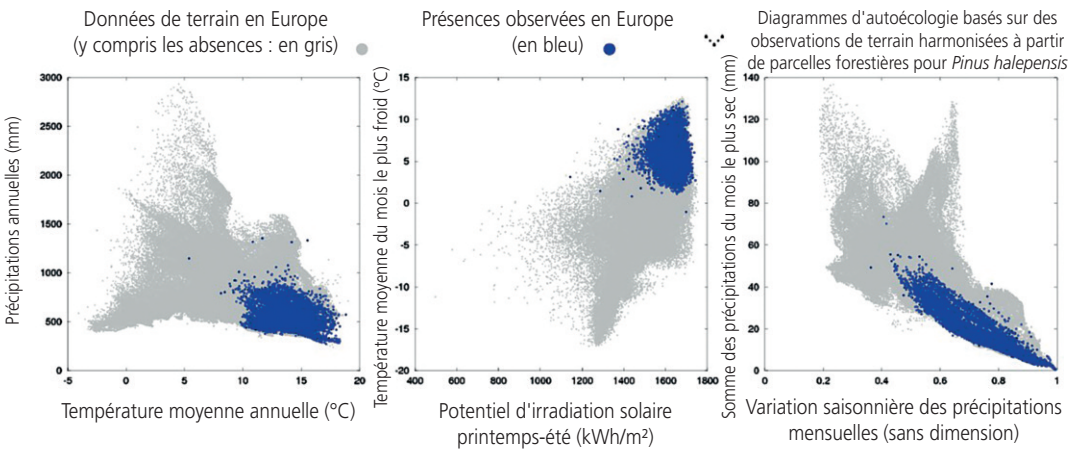 Données de terrain en Europe
(y compris les absences : en gris)
Présences observées en Europe
(en bleu)
Diagrammes d'autoécologie basés sur des
observations de terrain harmonisées à partir
de parcelles forestières pour Pinus halepensis
Précipitations annuelles (mm)
3000
2500
2000
1500
1000
500
0
-5
0
5
10
15
20
Température moyenne annuelle (°C)
Température moyenne du mois le plus froid (°C)
15
10
5
0
-5
-10
-15
-20
400
600
800
1000
1200
1400
1600
1800
Potentiel d'irradiation solaire
printemps-été (kWh/m²)
Somme des précipitations du mois le plus sec (mm)
140
120
100
80
60
40
20
0
0
0.2
0.4
0.6
0.8
1
Variation saisonnière des précipitations
mensuelles (sans dimension)